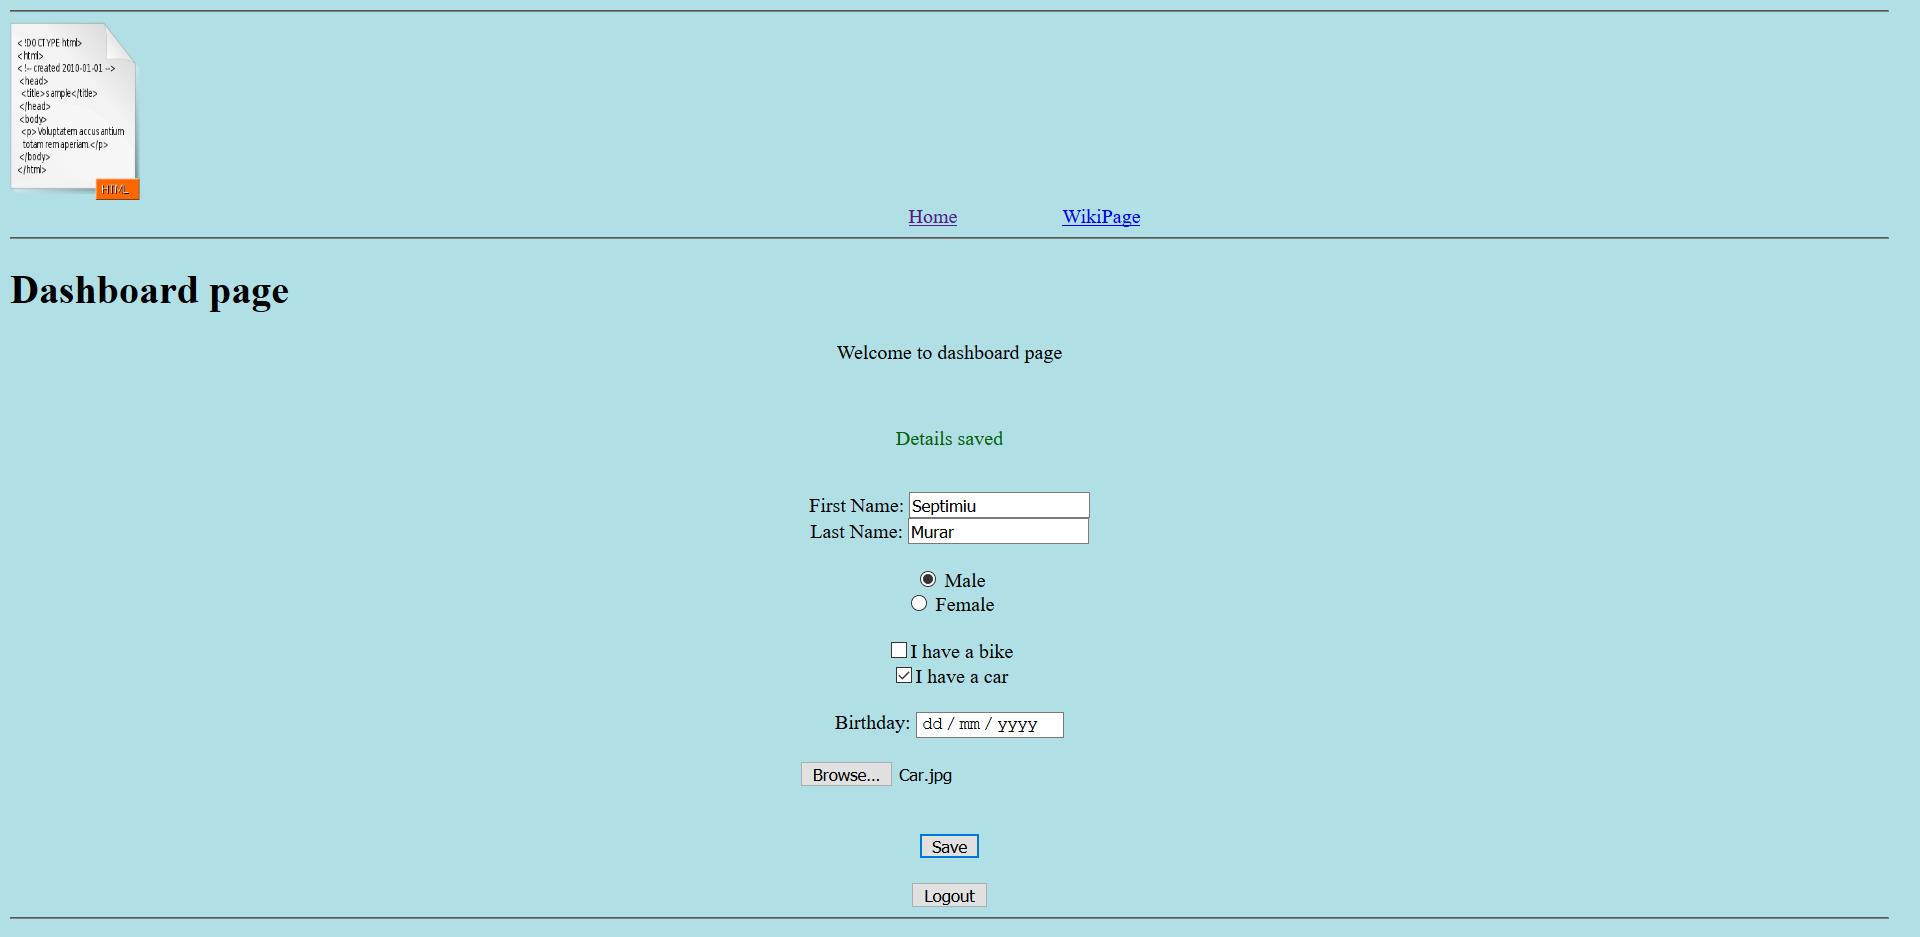 < !DOCTYPE html>
<html>
< !-- created 2010-01-01 -->
<head>
<title>sample</title>
</head>
<body>
<p>Voluptatem accusantium
totam rem aperiam.</p>
</body>
</html>
HTML
Home WikiPage
Dashboard page
Welcome to dashboard page
Details saved
First Name: Septimiu
Last Name: Murar
Male
Female
I have a bike
I have a car
Birthday: dd / mm / yyyy
Browse... Car.jpg
Save
Logout